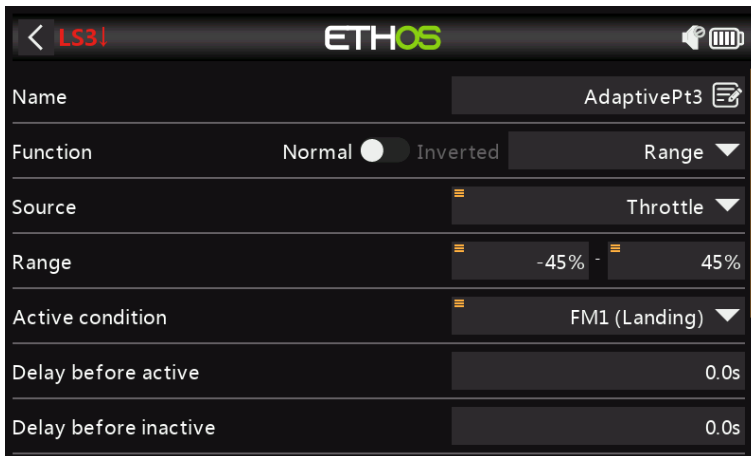 LS3↓ ETHOS
Name AdaptivePt3
Function Normal Inverted Range
Source Throttle
Range -45% - 45%
Active condition FM1 (Landing)
Delay before active 0.0s
Delay before inactive 0.0s